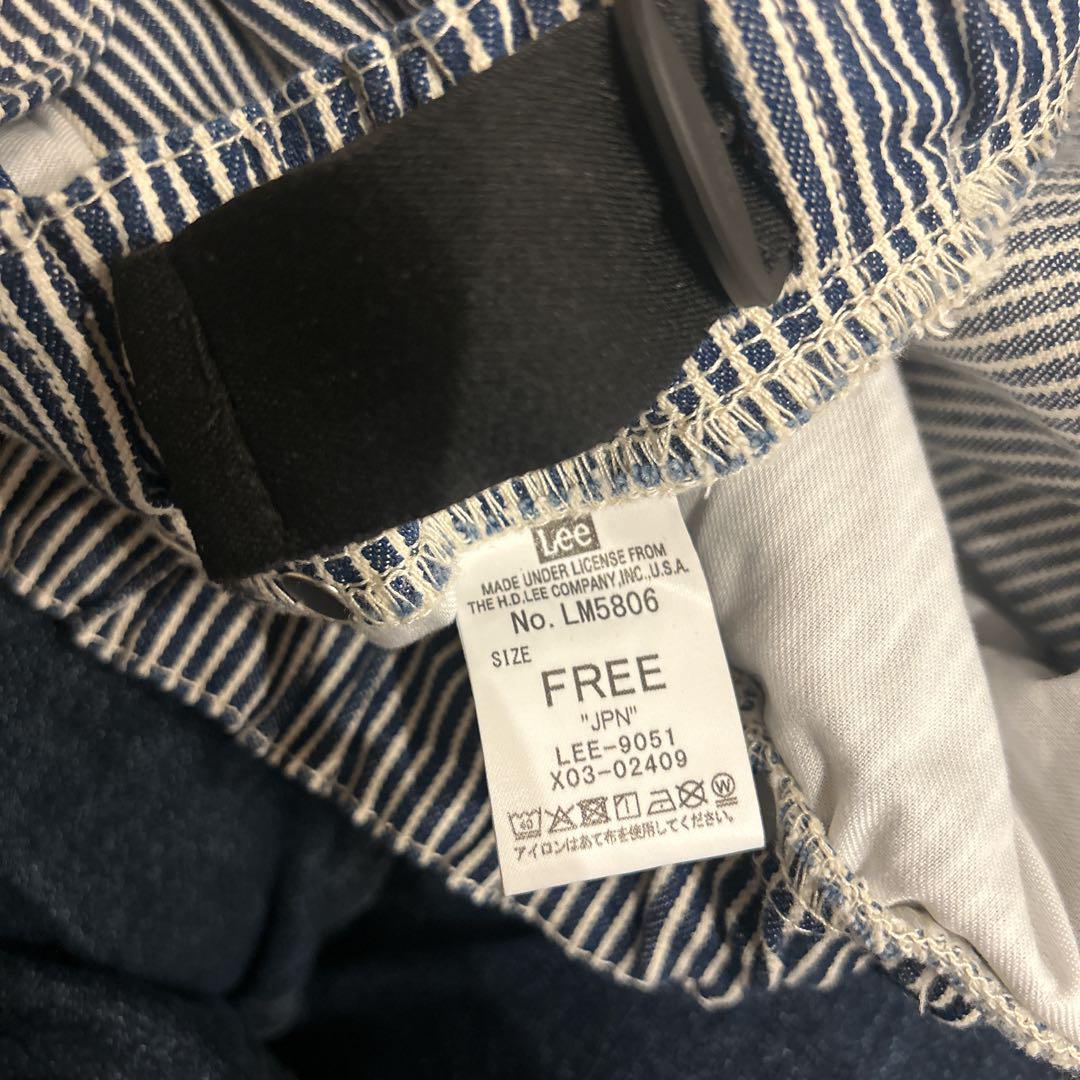 Lee
MADE UNDER LICENSE FROM
THE H.D.LEE COMPANY,INC.,U.S.A.
No. LM5806
SIZE
FREE
"JPN"
LEE-9051
X03-02409
40 W
アイロンはあて布を使用してください。